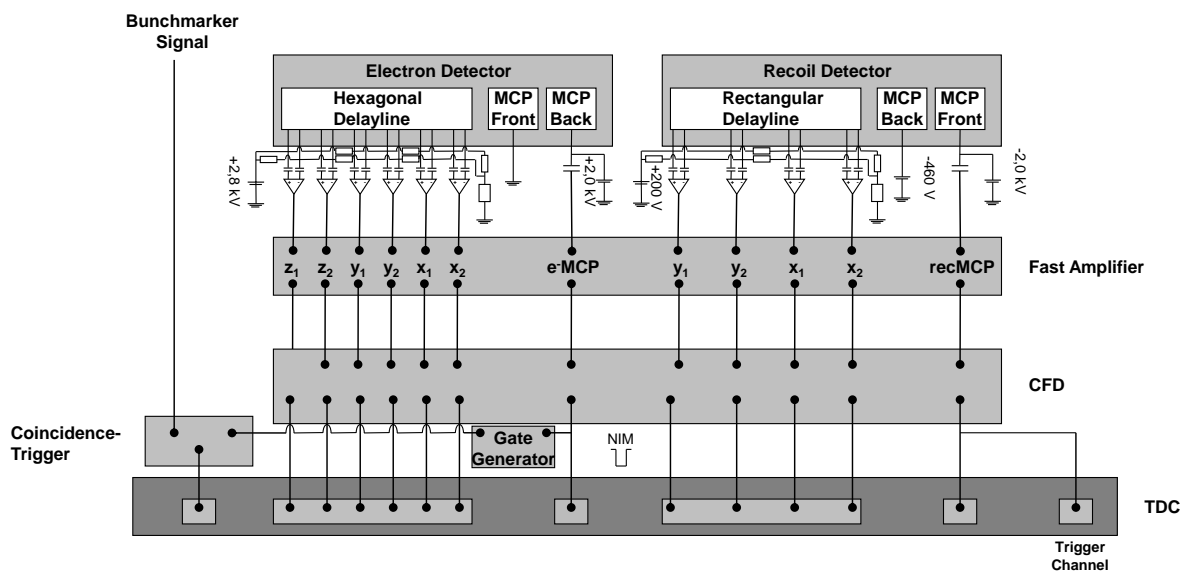 Bunchmarker
Signal
Electron Detector
Hexagonal
Delayline
MCP
Front
MCP
Back
Recoil Detector
Rectangular
Delayline
MCP
Back
MCP
Front
+2,8 kV
+2,0 kV
+200 V
-460 V
-2,0 kV
z1 z2 y1 y2 x1 x2 e-MCP y1 y2 x1 x2 recMCP
Fast Amplifier
CFD
Coincidence-
Trigger
Gate
Generator
NIM
TDC
Trigger
Channel